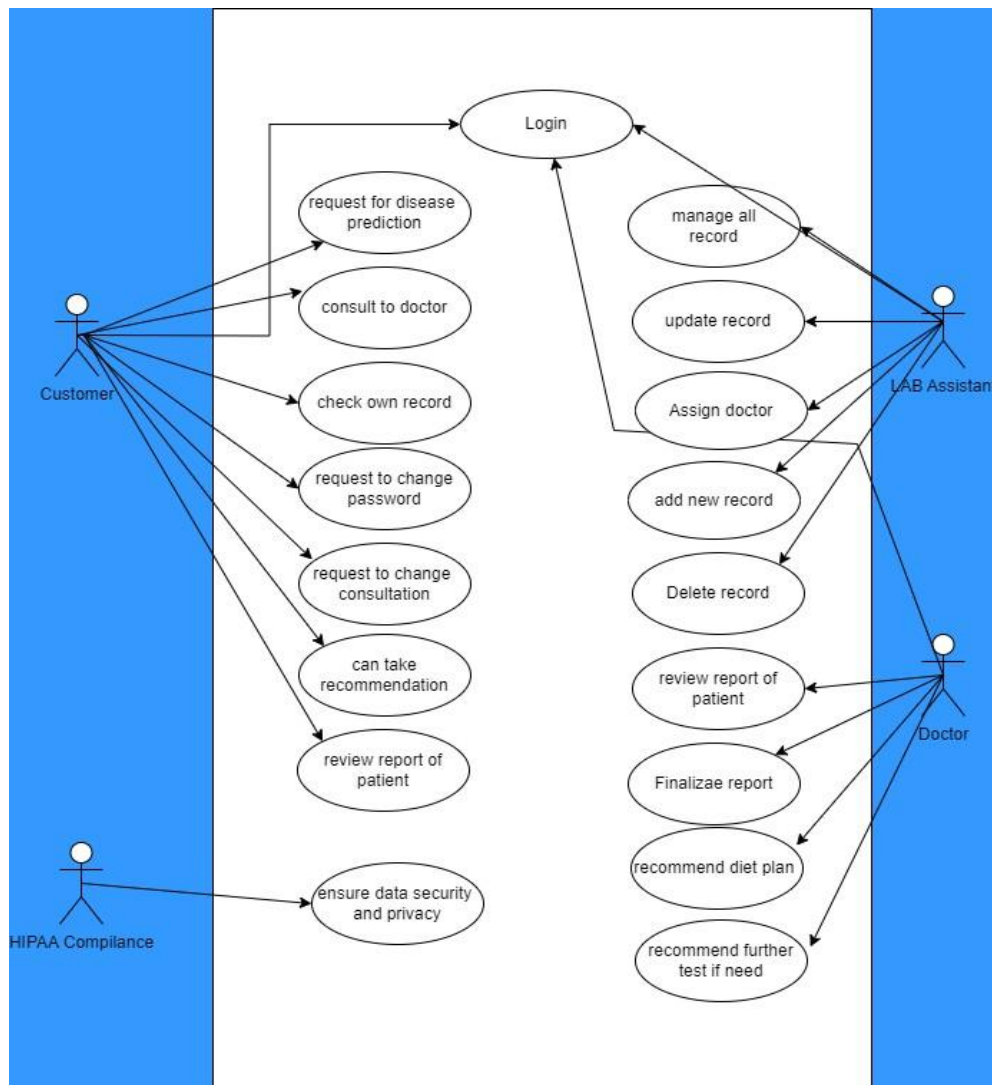 Login
request for disease
prediction
manage all
record
consult to doctor
update record
Customer
LAB Assistant
check own record
Assign doctor
request to change
password
add new record
request to change
consultation
Delete record
can take
recommendation
review report of
patient
Doctor
review report of
patient
Finalizae report
recommend diet plan
ensure data security
and privacy
HIPAA Compilance
recommend further
test if need